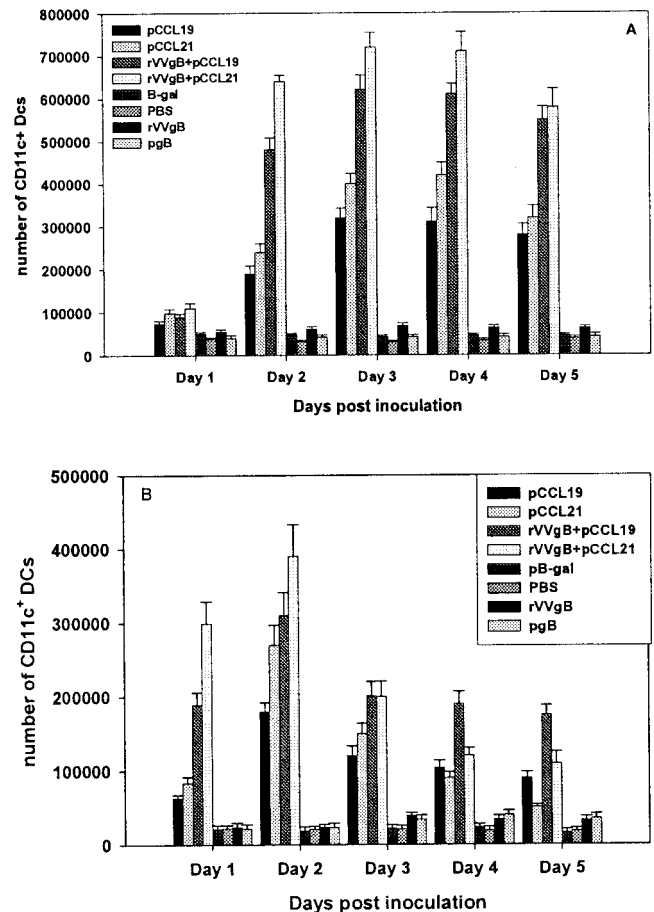 A
800000
700000
600000
500000
400000
300000
200000
100000
0
number of CD11c+ Dcs
pCCL19
pCCL21
rVVgB+pCCL19
rVVgB+pCCL21
B-gal
PBS
rVVgB
pgB
Day 1 Day 2 Day 3 Day 4 Day 5
Days post inoculation
B
500000
400000
300000
200000
100000
0
number of CD11c+ DCs
pCCL19
pCCL21
rVVgB+pCCL19
rVVgB+pCCL21
pB-gal
PBS
rVVgB
pgB
Day 1 Day 2 Day 3 Day 4 Day 5
Days post inoculation